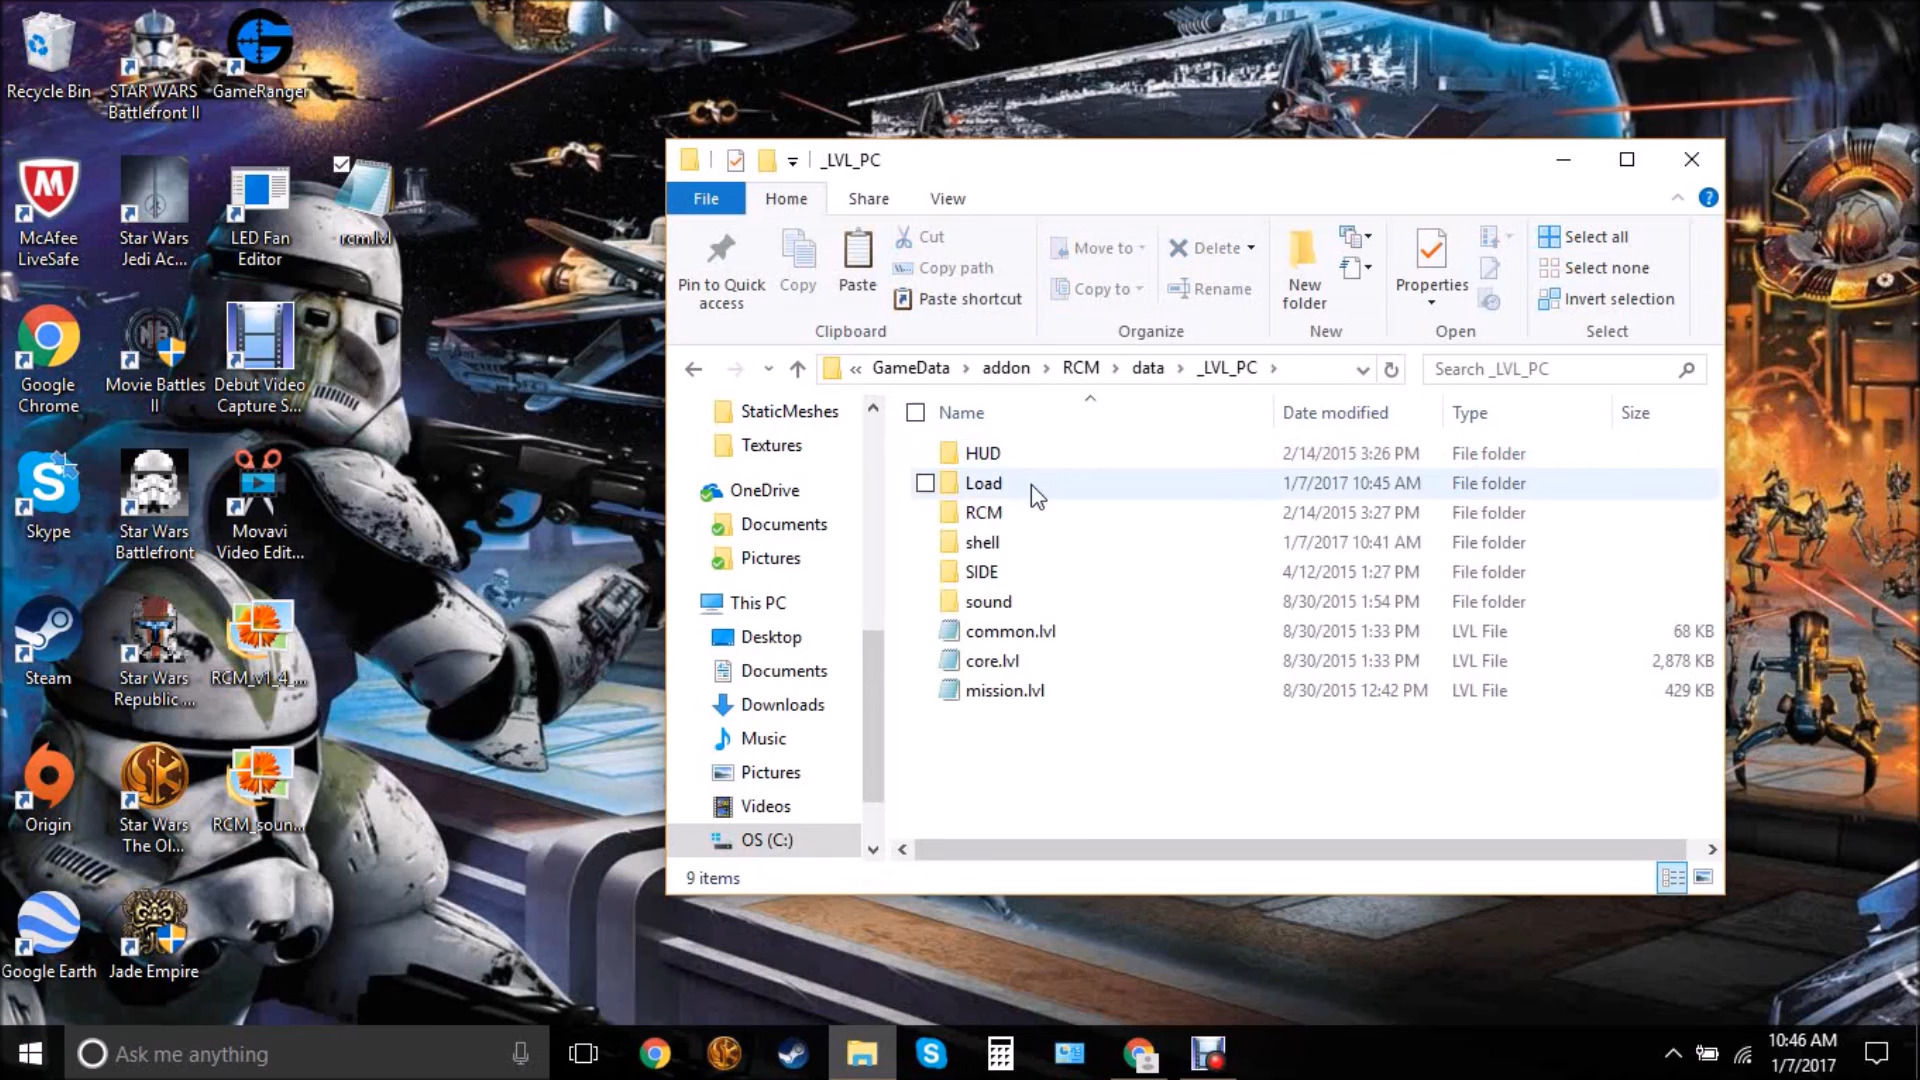 Recycle Bin
STAR WARS
Battlefront II
GameRanger
McAfee
LiveSafe
Star Wars
Jedi Ac...
LED Fan
Editor
rcm.lvl
Google
Chrome
Movie Battles
II
Debut Video
Capture S...
Skype
Star Wars
Battlefront
Movavi
Video Edit...
Steam
Star Wars
Republic ...
RCM_v1_4_...
Origin
Star Wars
The Ol...
RCM_soun...
Google Earth
Jade Empire
_LVL_PC
File
Home
Share
View
Pin to Quick
access
Copy
Paste
Cut
Copy path
Paste shortcut
Clipboard
Move to
Copy to
Delete
Rename
Organize
New
folder
New
Properties
Open
Select all
Select none
Invert selection
Select
« GameData › addon › RCM › data › _LVL_PC ›
Search _LVL_PC
StaticMeshes
Textures
OneDrive
Documents
Pictures
This PC
Desktop
Documents
Downloads
Music
Pictures
Videos
OS (C:)
Name Date modified Type Size
HUD 2/14/2015 3:26 PM File folder
Load 1/7/2017 10:45 AM File folder
RCM 2/14/2015 3:27 PM File folder
shell 1/7/2017 10:41 AM File folder
SIDE 4/12/2015 1:27 PM File folder
sound 8/30/2015 1:54 PM File folder
common.lvl 8/30/2015 1:33 PM LVL File 68 KB
core.lvl 8/30/2015 1:33 PM LVL File 2,878 KB
mission.lvl 8/30/2015 12:42 PM LVL File 429 KB
9 items
Ask me anything
10:46 AM
1/7/2017